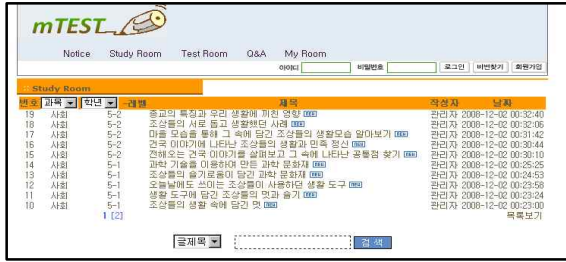 mTEST
Notice Study Room Test Room Q&A My Room
아이디 비밀번호 로그인 비번찾기 회원가입
Study Room
번호 과목 학년 -레벨 제목 작성자 날짜
19 사회 5-2 종교의 특징과 우리 생활에 끼친 영향 관리자 2008-12-02 00:32:40
18 사회 5-2 조상들의 서로 돕고 생활했던 사례 관리자 2008-12-02 00:32:06
17 사회 5-2 마을 모습을 통해 그 속에 담긴 조상들의 생활모습 알아보기 관리자 2008-12-02 00:31:42
16 사회 5-2 건국 이야기에 나타난 조상들의 생활과 민족 정신 관리자 2008-12-02 00:30:44
15 사회 5-2 전해오는 건국 이야기를 살펴보고 그 속에 나타난 공통점 찾기 관리자 2008-12-02 00:30:10
14 사회 5-1 과학 기술을 이용하여 만든 과학 문화재 관리자 2008-12-02 00:25:25
13 사회 5-1 조상들의 슬기로움이 담긴 과학 문화재 관리자 2008-12-02 00:24:53
12 사회 5-1 오늘날에도 쓰이는 조상들이 사용하던 생활 도구 관리자 2008-12-02 00:23:58
11 사회 5-1 생활 도구에 담긴 조상들의 멋과 슬기 관리자 2008-12-02 00:23:24
10 사회 5-1 조상들의 생활 속에 담긴 멋 관리자 2008-12-02 00:23:00
1 [2] 목록보기
글제목 검색